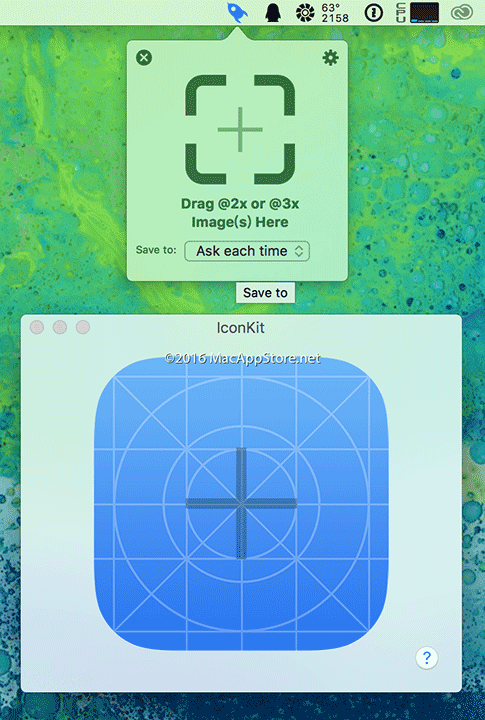 63°
2158
CPU
Drag @2x or @3x
Image(s) Here
Save to: Ask each time
Save to
IconKit
©2016 MacAppStore.net
?